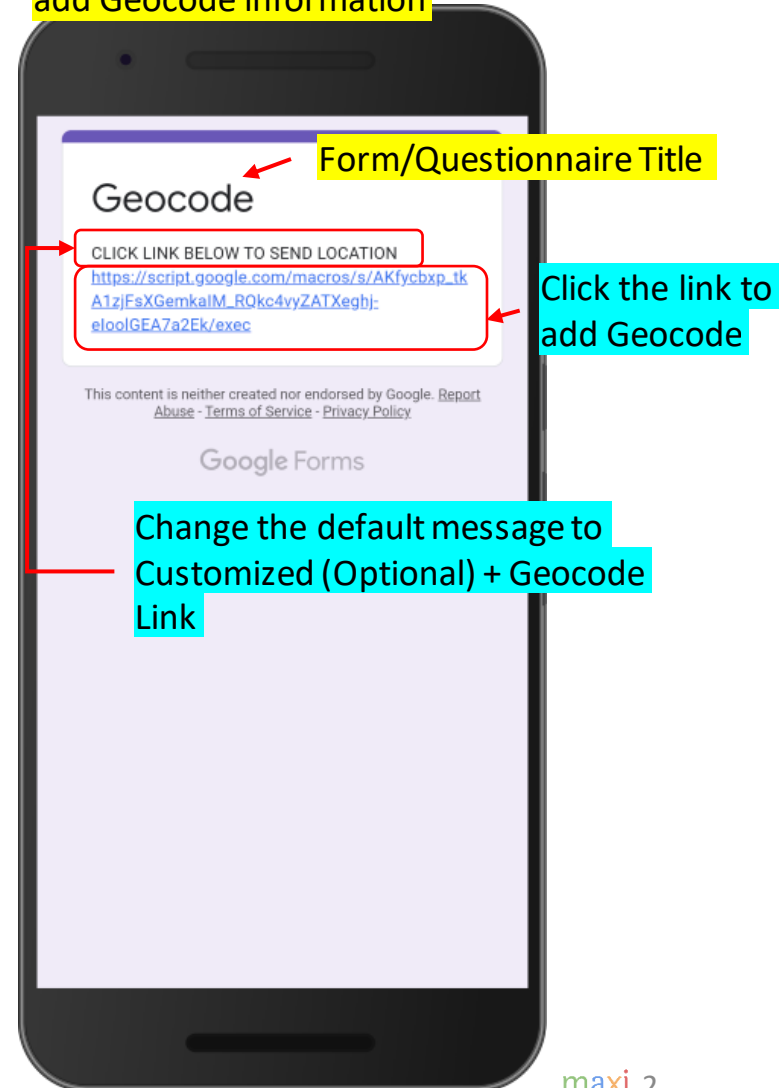 add Geocode information
Form/Questionnaire Title
Geocode
CLICK LINK BELOW TO SEND LOCATION
https://script.google.com/macros/s/AKfycbxp_tk
A1zjFsXGemkaIM_RQkc4vyZATXeghj-
eIooIGEA7a2Ek/exec
Click the link to
add Geocode
This content is neither created nor endorsed by Google. Report
Abuse - Terms of Service - Privacy Policy
Google Forms
Change the default message to
Customized (Optional) + Geocode
Link
maxi 2